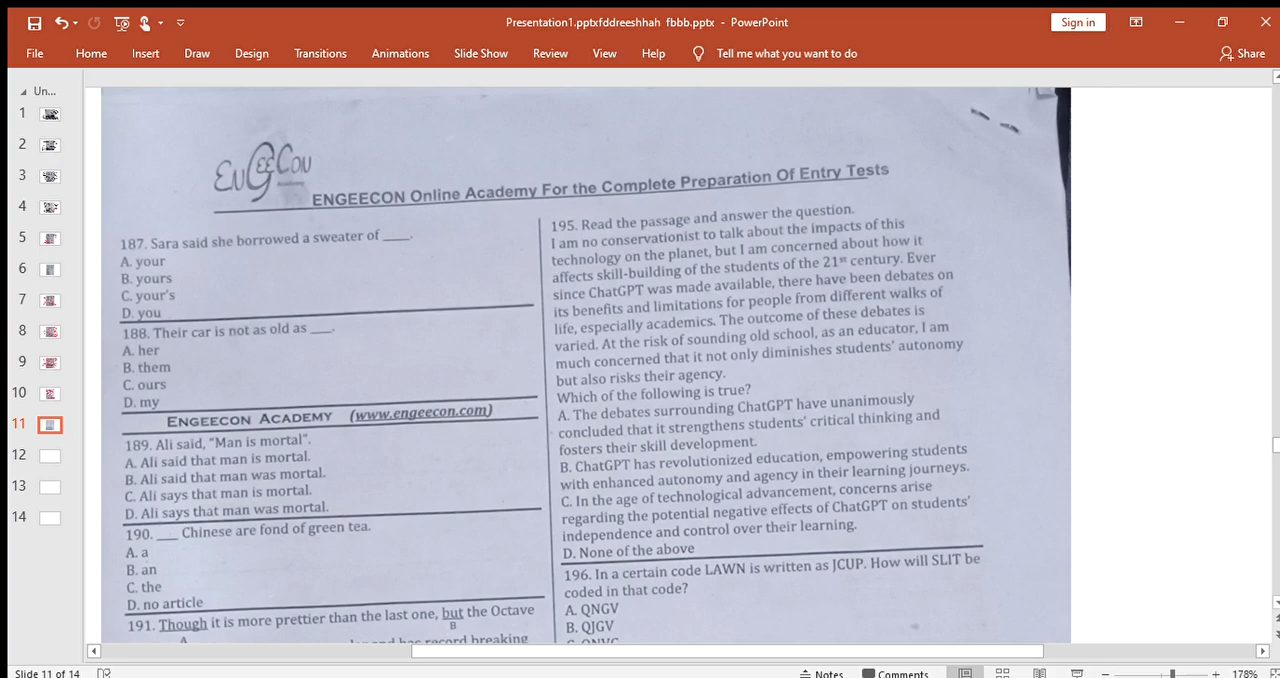 Presentation1.pptxfddreeshhah fbbb.pptx - PowerPoint
Sign in
File Home Insert Draw Design Transitions Animations Slide Show Review View Help Tell me what you want to do Share
Un...
1
2
3
4
5
6
7
8
9
10
11
12
13
14
EnGeeCon
ENGEECON Online Academy For the Complete Preparation Of Entry Tests
187. Sara said she borrowed a sweater of ____.
A. your
B. yours
C. your's
D. you
188. Their car is not as old as ___.
A. her
B. them
C. ours
D. my
ENGEECON ACADEMY (www.engeecon.com)
189. Ali said, "Man is mortal".
A. Ali said that man is mortal.
B. Ali said that man was mortal.
C. Ali says that man is mortal.
D. Ali says that man was mortal.
190. ___ Chinese are fond of green tea.
A. a
B. an
C. the
D. no article
191. Though it is more prettier than the last one, but the Octave
A B
has record breaking
195. Read the passage and answer the question.
I am no conservationist to talk about the impacts of this
technology on the planet, but I am concerned about how it
affects skill-building of the students of the 21st century. Ever
since ChatGPT was made available, there have been debates on
its benefits and limitations for people from different walks of
life, especially academics. The outcome of these debates is
varied. At the risk of sounding old school, as an educator, I am
much concerned that it not only diminishes students' autonomy
but also risks their agency.
Which of the following is true?
A. The debates surrounding ChatGPT have unanimously
concluded that it strengthens students' critical thinking and
fosters their skill development.
B. ChatGPT has revolutionized education, empowering students
with enhanced autonomy and agency in their learning journeys.
C. In the age of technological advancement, concerns arise
regarding the potential negative effects of ChatGPT on students'
independence and control over their learning.
D. None of the above
196. In a certain code LAWN is written as JCUP. How will SLIT be
coded in that code?
A. QNGV
B. QJGV
Slide 11 of 14
Notes Comments 178%